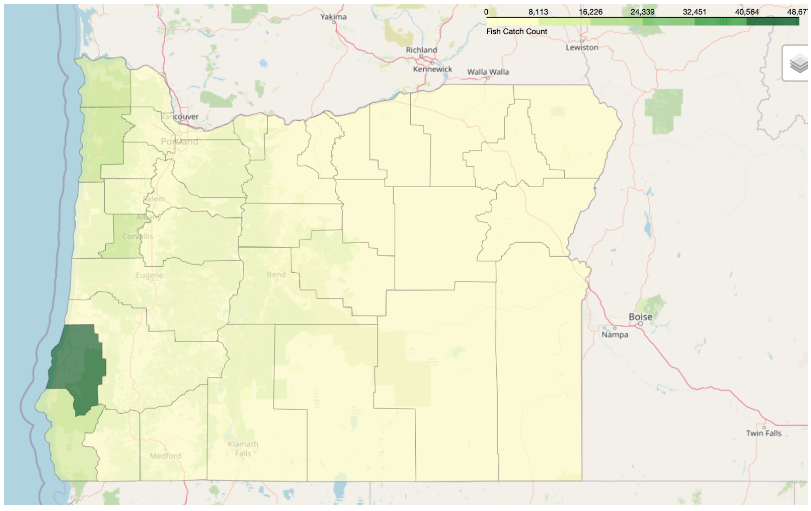 0 8,113 16,226 24,339 32,451 40,564 48,67
Fish Catch Count
Yakima
Richland
Kennewick
Walla Walla
Lewiston
Vancouver
Portland
Salem
Albany
Corvallis
Eugene
Bend
Boise
Nampa
Twin Falls
Klamath
Falls
Medford